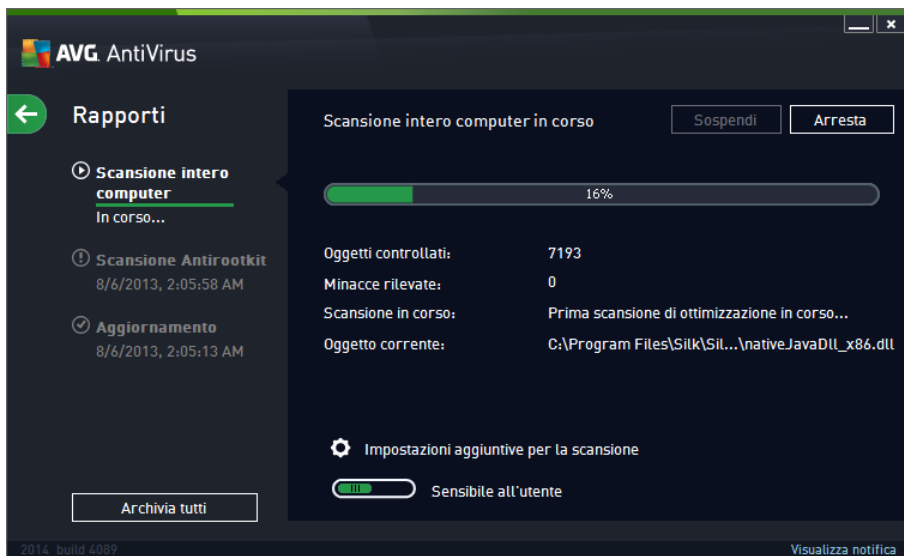 AVG AntiVirus
Rapporti
Scansione intero
computer
In corso...
Scansione Antirootkit
8/6/2013, 2:05:58 AM
Aggiornamento
8/6/2013, 2:05:13 AM
Archivia tutti
Scansione intero computer in corso
Sospendi
Arresta
16%
Oggetti controllati: 7193
Minacce rilevate: 0
Scansione in corso: Prima scansione di ottimizzazione in corso...
Oggetto corrente: C:\Program Files\Silk\Sil...\nativeJavaDll_x86.dll
Impostazioni aggiuntive per la scansione
Sensibile all'utente
2014 build 4089
Visualizza notifica